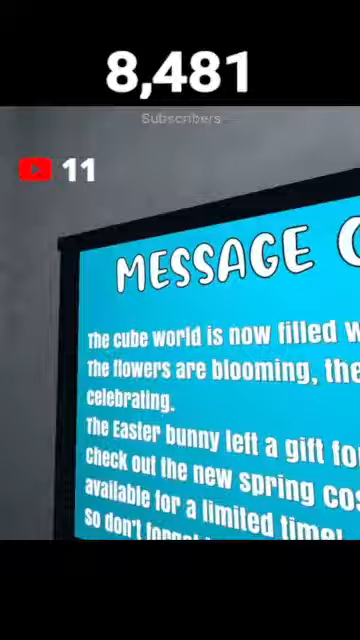 8,481
Subscribers
11
MESSAGE
The cube world is now filled
The flowers are blooming, the
celebrating.
The Easter bunny left a gift
check out the new spring
available for a limited time!
so don't